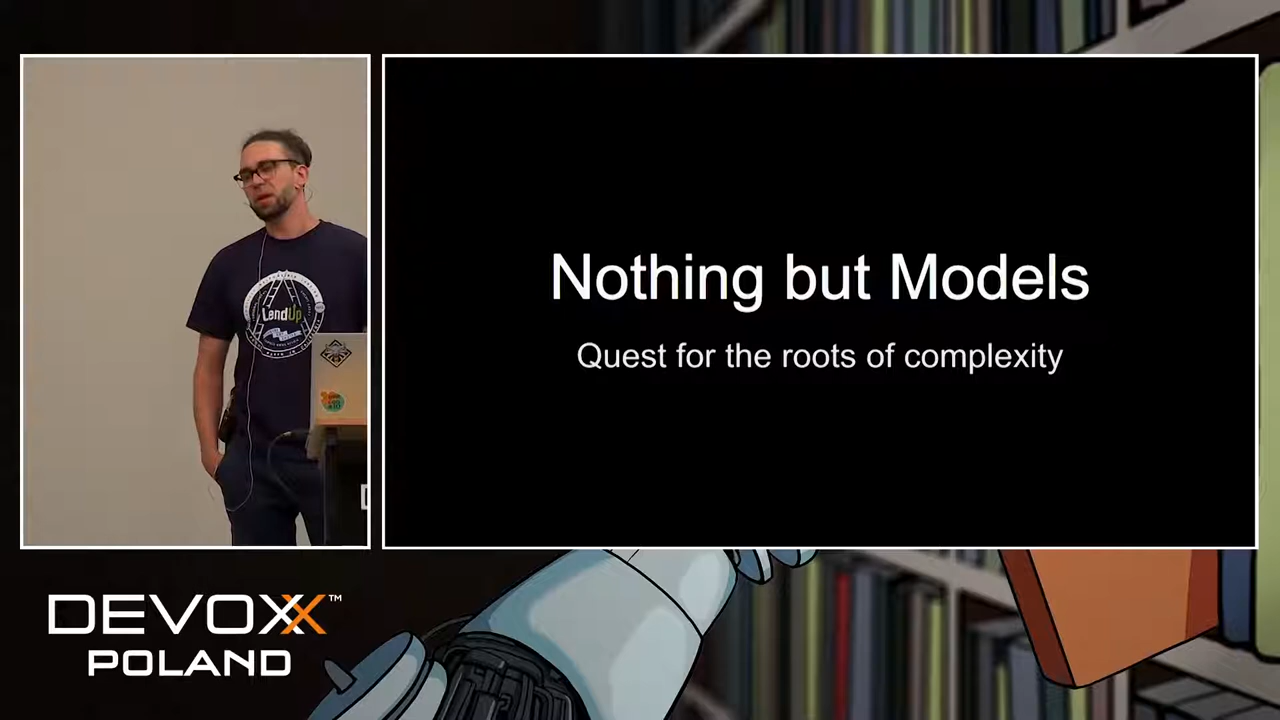 Nothing but Models
Quest for the roots of complexity
LendUp
DEVOXX™
POLAND